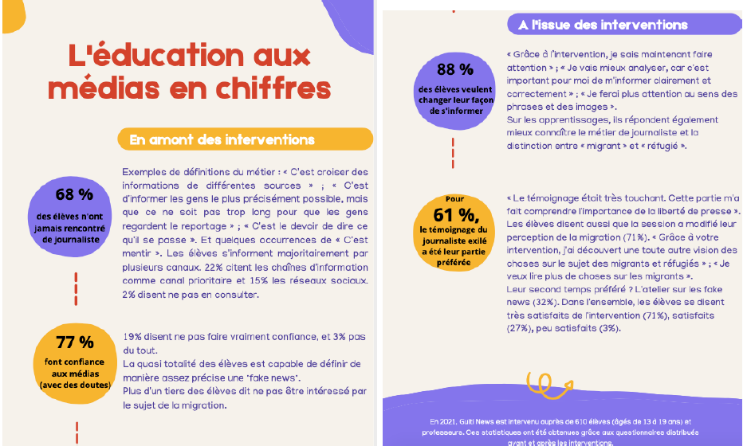 L'éducation aux
médias en chiffres
En amont des interventions
68 %
des élèves n'ont
jamais rencontré
de journaliste
Exemples de définitions du métier : « C'est croiser des
informations de différentes sources » ; « C'est
d'informer les gens le plus précisément possible, mais
que ce ne soit pas trop long pour que les gens
regardent le reportage » ; « C'est le devoir de dire ce
qu'il se passe ». Et quelques occurrences de « C'est
mentir ». Les élèves s'informent majoritairement par
plusieurs canaux. 22% citent les chaînes d'information
comme canal prioritaire et 15% les réseaux sociaux.
2% disent ne pas en consulter.
77 %
font confiance
aux médias
(avec des doutes)
19% disent ne pas faire vraiment confiance, et 3% pas
du tout.
La quasi totalité des élèves est capable de définir de
manière assez précise une "fake news".
Plus d'un tiers des élèves dit ne pas être intéressé par
le sujet de la migration.
A l'issue des interventions
88 %
des élèves veulent
changer leur façon
de s'informer
« Grâce à l'intervention, je sais maintenant faire
attention » ; « Je vais mieux analyser, car c'est
important pour moi de m'informer clairement et
correctement » ; « Je ferai plus attention au sens des
phrases et des images ».
Sur les apprentissages, ils répondent également
mieux connaître le métier de journaliste et la
distinction entre « migrant » et « réfugié ».
Pour
61 %,
le témoignage du
journaliste exilé
a été leur partie
préférée
« Le témoignage était très touchant. Cette partie m'a
fait comprendre l'importance de la liberté de presse ».
Les élèves disent aussi que la session a modifié leur
perception de la migration (71%). « Grâce à votre
intervention, j'ai découvert une toute autre vision des
choses sur le sujet des migrants et réfugiés » ; « Je
veux lire plus de choses sur les migrants ».
Leur second temps préféré ? L'atelier sur les fake
news (32%). Dans l'ensemble, les élèves se disent
très satisfaits de l'intervention (71%), satisfaits
(27%), peu satisfaits (3%).
En 2021, Guiti News est intervenu auprès de 610 élèves (âgés de 13 à 19 ans) et
professeurs. Ces statistiques ont été obtenues grâce aux questionnaires distribués
avant et après les interventions.